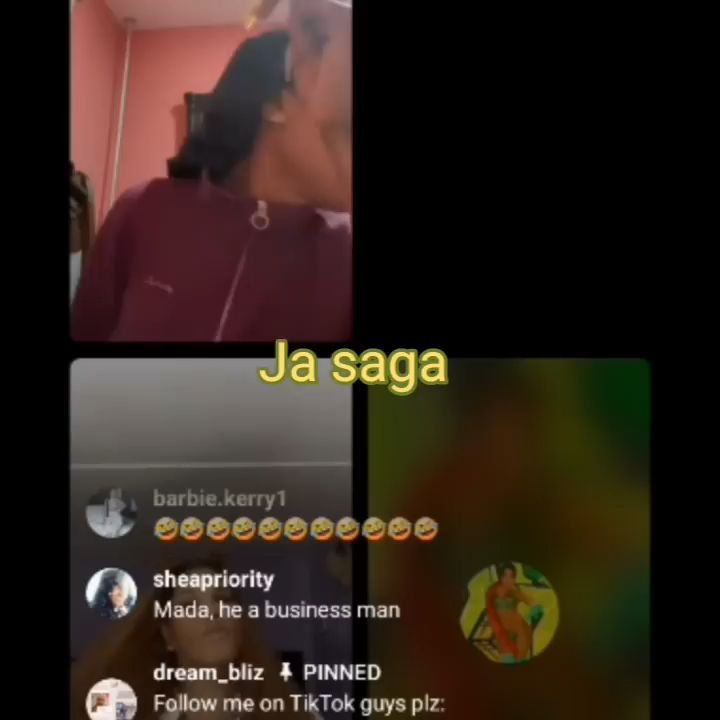 Ja saga
barbie.kerry1
🤣🤣🤣🤣🤣🤣🤣🤣🤣🤣🤣
sheapriority
Mada, he a business man
dream_bliz 📌 PINNED
Follow me on TikTok guys plz: